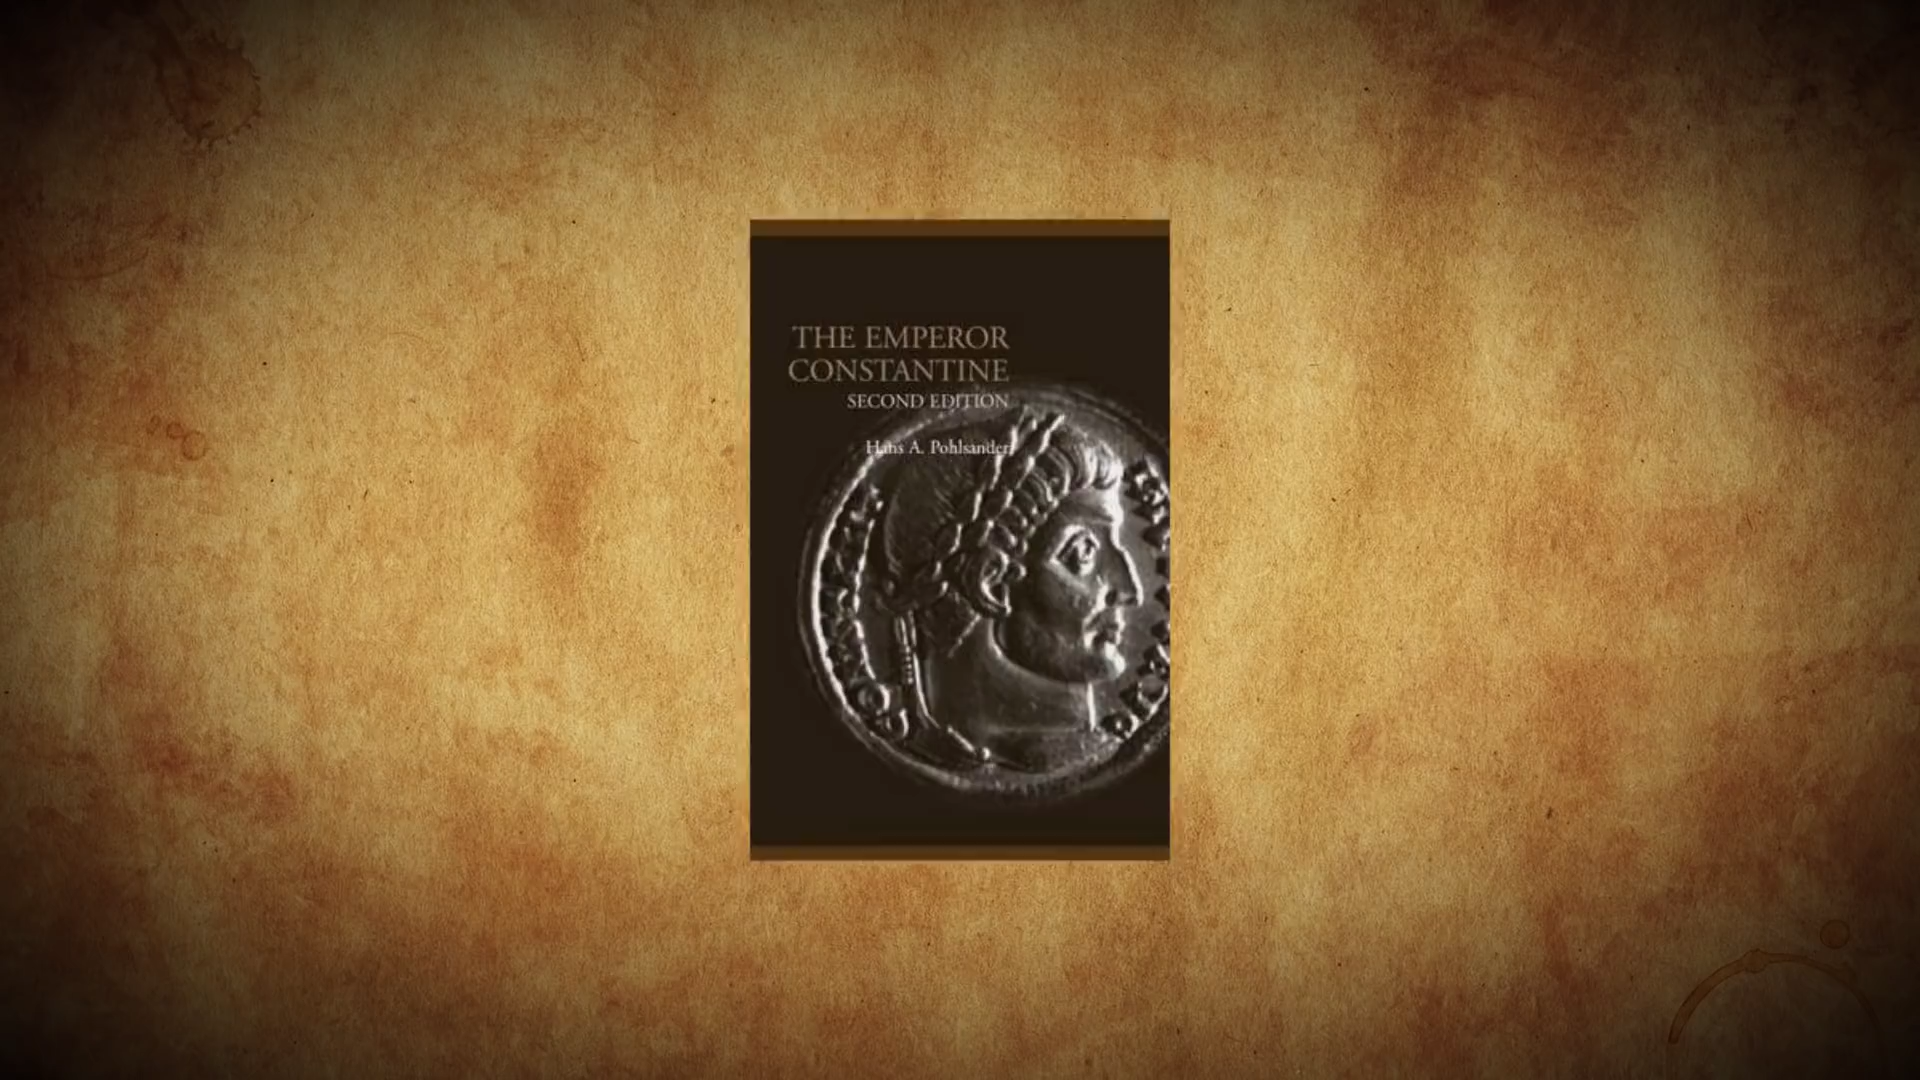 THE EMPEROR
CONSTANTINE
SECOND EDITION
Hans A. Pohlsander